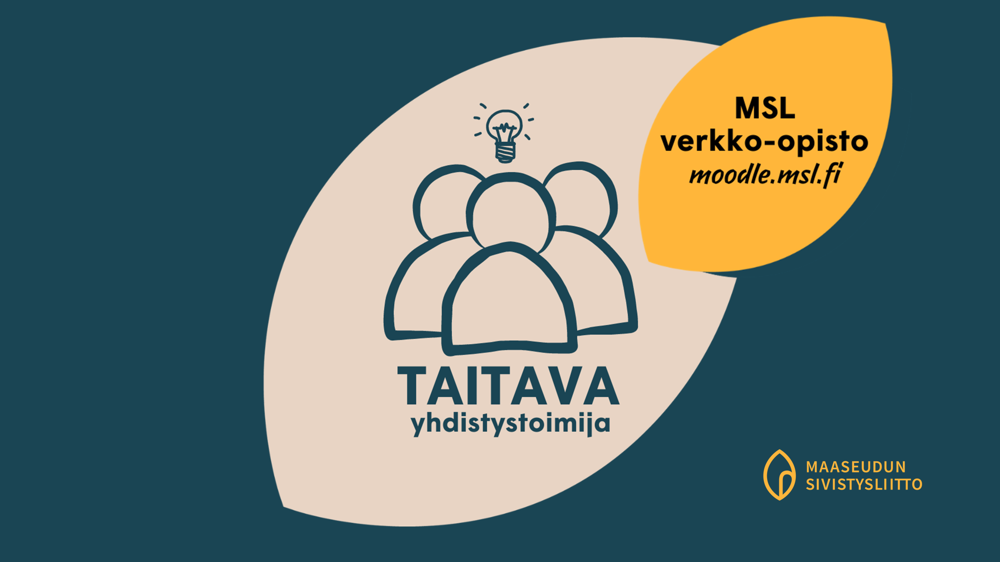 MSL
verkko-opisto
moodle.msl.fi
TAITAVA
yhdistystoimija
MAASEUDUN
SIVISTYSLIITTO